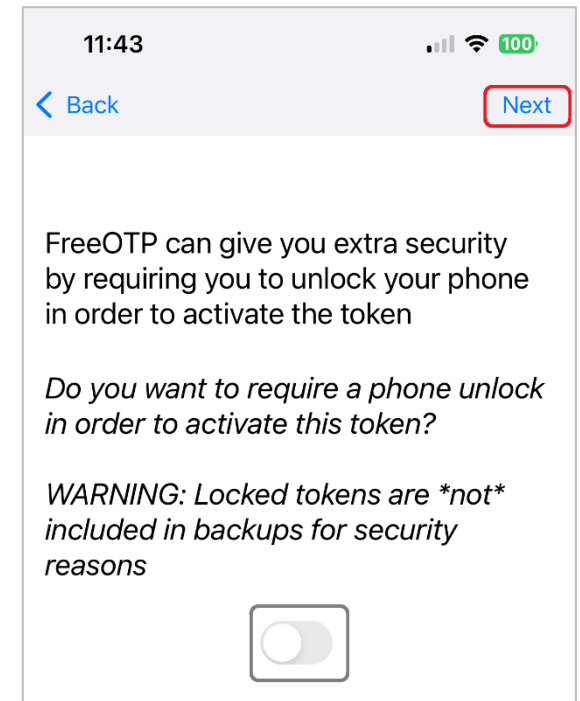 11:43
100
Back
Next
FreeOTP can give you extra security
by requiring you to unlock your phone
in order to activate the token
Do you want to require a phone unlock
in order to activate this token?
WARNING: Locked tokens are *not*
included in backups for security
reasons